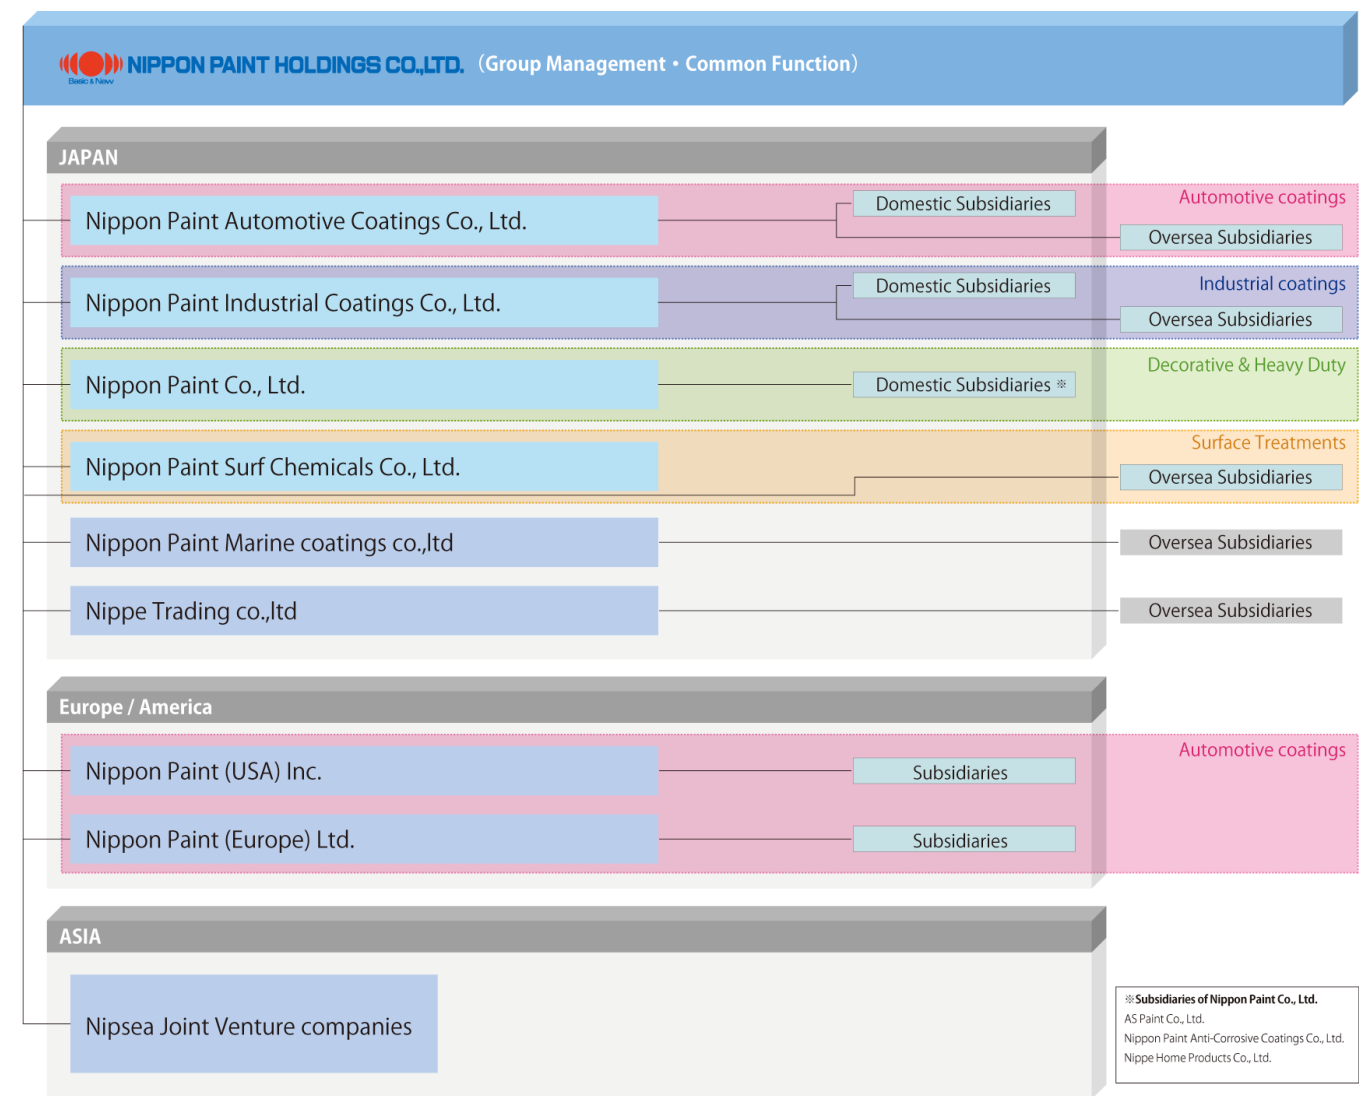 NIPPON PAINT HOLDINGS CO.,LTD. (Group Management・Common Function)
Basic & New
JAPAN
Automotive coatings
Nippon Paint Automotive Coatings Co., Ltd.
Domestic Subsidiaries
Oversea Subsidiaries
Industrial coatings
Nippon Paint Industrial Coatings Co., Ltd.
Domestic Subsidiaries
Oversea Subsidiaries
Decorative & Heavy Duty
Nippon Paint Co., Ltd.
Domestic Subsidiaries ※
Surface Treatments
Nippon Paint Surf Chemicals Co., Ltd.
Oversea Subsidiaries
Nippon Paint Marine coatings co.,ltd
Oversea Subsidiaries
Nippe Trading co.,ltd
Oversea Subsidiaries
Europe / America
Automotive coatings
Nippon Paint (USA) Inc.
Subsidiaries
Nippon Paint (Europe) Ltd.
Subsidiaries
ASIA
Nipsea Joint Venture companies
※Subsidiaries of Nippon Paint Co., Ltd.
AS Paint Co., Ltd.
Nippon Paint Anti-Corrosive Coatings Co., Ltd.
Nippe Home Products Co., Ltd.